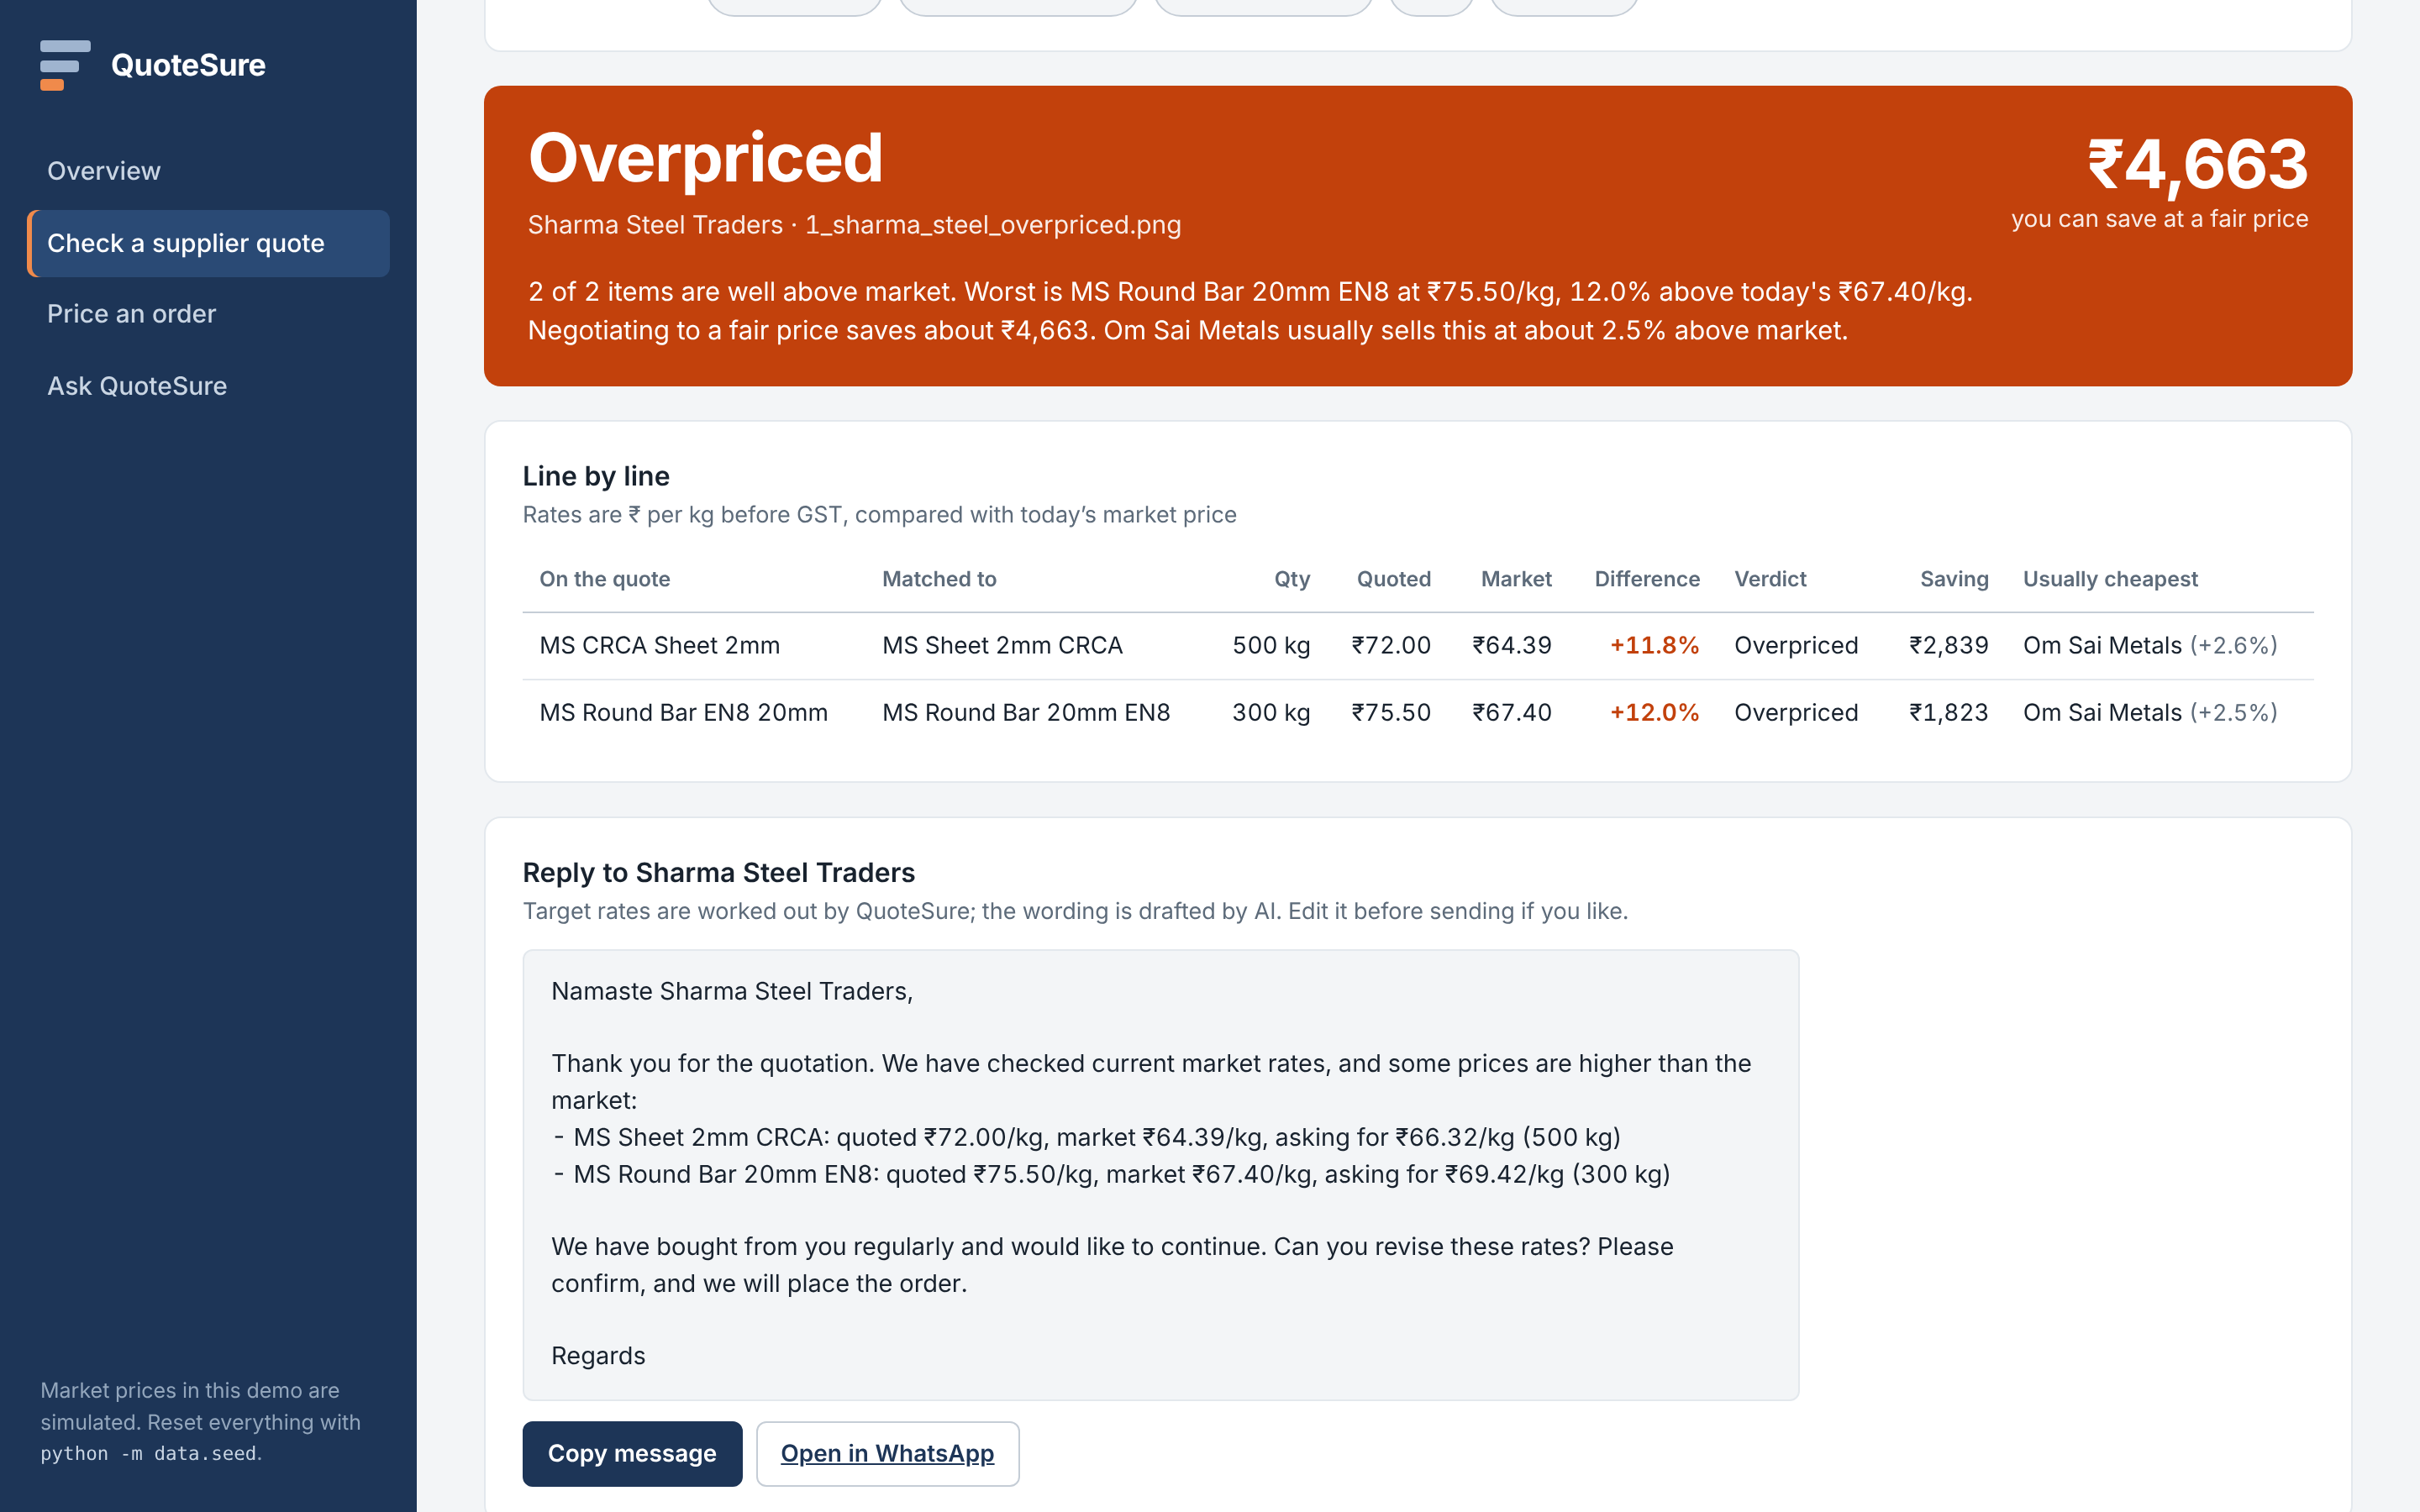 QuoteSure
Overview
Check a supplier quote
Price an order
Ask QuoteSure
Market prices in this demo are
simulated. Reset everything with
python -m data.seed.
Overpriced
Sharma Steel Traders · 1_sharma_steel_overpriced.png
₹4,663
you can save at a fair price
2 of 2 items are well above market. Worst is MS Round Bar 20mm EN8 at ₹75.50/kg, 12.0% above today's ₹67.40/kg.
Negotiating to a fair price saves about ₹4,663. Om Sai Metals usually sells this at about 2.5% above market.
Line by line
Rates are ₹ per kg before GST, compared with today’s market price
On the quote Matched to Qty Quoted Market Difference Verdict Saving Usually cheapest
MS CRCA Sheet 2mm MS Sheet 2mm CRCA 500 kg ₹72.00 ₹64.39 +11.8% Overpriced ₹2,839 Om Sai Metals (+2.6%)
MS Round Bar EN8 20mm MS Round Bar 20mm EN8 300 kg ₹75.50 ₹67.40 +12.0% Overpriced ₹1,823 Om Sai Metals (+2.5%)
Reply to Sharma Steel Traders
Target rates are worked out by QuoteSure; the wording is drafted by AI. Edit it before sending if you like.
Namaste Sharma Steel Traders,
Thank you for the quotation. We have checked current market rates, and some prices are higher than the
market:
- MS Sheet 2mm CRCA: quoted ₹72.00/kg, market ₹64.39/kg, asking for ₹66.32/kg (500 kg)
- MS Round Bar 20mm EN8: quoted ₹75.50/kg, market ₹67.40/kg, asking for ₹69.42/kg (300 kg)
We have bought from you regularly and would like to continue. Can you revise these rates? Please
confirm, and we will place the order.
Regards
Copy message
Open in WhatsApp